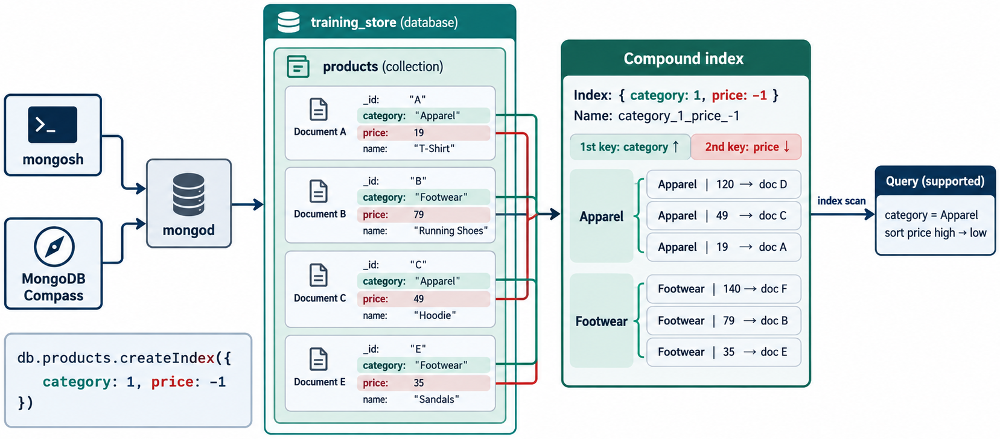 mongosh
MongoDB
Compass
mongod
db.products.createIndex({
category: 1, price: –1
})
training_store (database)
products (collection)
Document A
_id: "A"
category: "Apparel"
price: 19
name: "T-Shirt"
Document B
_id: "B"
category: "Footwear"
price: 79
name: "Running Shoes"
Document C
_id: "C"
category: "Apparel"
price: 49
name: "Hoodie"
Document E
_id: "E"
category: "Footwear"
price: 35
name: "Sandals"
Compound index
Index: { category: 1, price: –1 }
Name: category_1_price_-1
1st key: category ↑ 2nd key: price ↓
Apparel
Apparel | 120 → doc D
Apparel | 49 → doc C
Apparel | 19 → doc A
Footwear
Footwear | 140 → doc F
Footwear | 79 → doc B
Footwear | 35 → doc E
index scan
Query (supported)
category = Apparel
sort price high → low